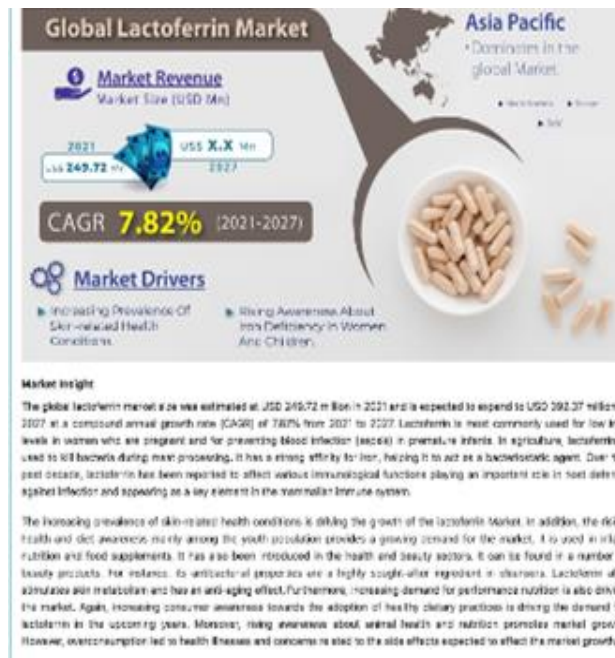 Global Lactoferrin Market
Asia Pacific
• Dominates in the
global Market.
Market Revenue
Market Size (USD Mn)
2021
US$ 249.72 Mn
US$ X.X Mn
2027
CAGR 7.82% (2021-2027)
Market Drivers
Increasing Prevalence Of
Skin-related Health
Conditions
Rising Awareness About
Iron Deficiency In Women
And Children.
Market Insight
The global lactoferrin market size was estimated at USD 249.72 million in 2021 and is expected to expand to USD 392.37 million
2027 at a compound annual growth rate (CAGR) of 7.82% from 2021 to 2027. Lactoferrin is most commonly used for low
levels in women who are pregnant and for preventing blood infection (sepsis) in premature infants. In agriculture, lactoferrin
used to kill bacteria during meat processing. It has a strong affinity for iron, helping it to act as a bacteriostatic agent. Over
past decade, lactoferrin has been reported to affect various immunological functions playing an important role in host
against infection and appearing as a key element in the mammalian immune system.
The increasing prevalence of skin-related health conditions is driving the growth of the lactoferrin Market. In addition, the
health and diet awareness mainly among the youth population provides a growing demand for the market. It is used in
nutrition and food supplements. It has also been introduced in the health and beauty sectors. It can be found in a number
beauty products. For instance, its antibacterial properties are a highly sought-after ingredient in cleansers. Lactoferrin
stimulates skin metabolism and has an anti-aging effect. Furthermore, increasing demand for performance nutrition is also
the market. Again, increasing consumer awareness towards the adoption of healthy dietary practices is driving the demand
lactoferrin in the upcoming years. Moreover, rising awareness about animal health and nutrition promotes market
However, overconsumption led to health illnesses and concerns related to the side effects expected to affect the market